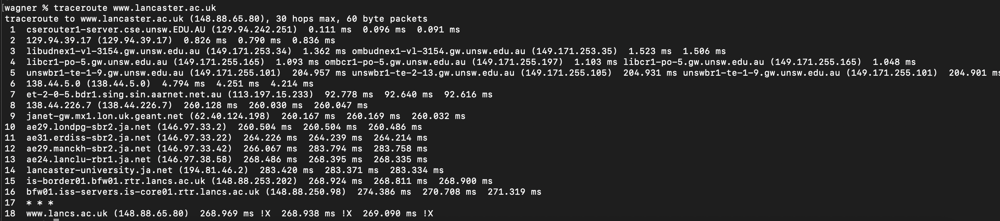 [wagner % traceroute www.lancaster.ac.uk
traceroute to www.lancaster.ac.uk (148.88.65.80), 30 hops max, 60 byte packets
 1  cserouter1-server.cse.unsw.EDU.AU (129.94.242.251)  0.111 ms  0.096 ms  0.091 ms
 2  129.94.39.17 (129.94.39.17)  0.826 ms  0.790 ms  0.836 ms
 3  libudnex1-vl-3154.gw.unsw.edu.au (149.171.253.34)  1.362 ms ombudnex1-vl-3154.gw.unsw.edu.au (149.171.253.35)  1.523 ms  1.506 ms
 4  libcr1-po-5.gw.unsw.edu.au (149.171.255.165)  1.093 ms ombcr1-po-5.gw.unsw.edu.au (149.171.255.197)  1.103 ms libcr1-po-5.gw.unsw.edu.au (149.171.255.165)  1.048 ms
 5  unswbr1-te-1-9.gw.unsw.edu.au (149.171.255.101)  204.957 ms unswbr1-te-2-13.gw.unsw.edu.au (149.171.255.105)  204.931 ms unswbr1-te-1-9.gw.unsw.edu.au (149.171.255.101)  204.901 ms
 6  138.44.5.0 (138.44.5.0)  4.794 ms  4.251 ms  4.214 ms
 7  et-2-0-5.bdr1.sing.sin.aarnet.net.au (113.197.15.233)  92.778 ms  92.640 ms  92.616 ms
 8  138.44.226.7 (138.44.226.7)  260.128 ms  260.030 ms  260.047 ms
 9  janet-gw.mx1.lon.uk.geant.net (62.40.124.198)  260.167 ms  260.169 ms  260.032 ms
10  ae29.londpg-sbr2.ja.net (146.97.33.2)  260.504 ms  260.504 ms  260.486 ms
11  ae31.erdiss-sbr2.ja.net (146.97.33.22)  264.226 ms  264.239 ms  264.214 ms
12  ae29.manckh-sbr2.ja.net (146.97.33.42)  266.067 ms  283.794 ms  283.758 ms
13  ae24.lanclu-rbr1.ja.net (146.97.38.58)  268.486 ms  268.395 ms  268.335 ms
14  lancaster-university.ja.net (194.81.46.2)  283.420 ms  283.371 ms  283.334 ms
15  is-border01.bfw01.rtr.lancs.ac.uk (148.88.253.202)  268.924 ms  268.811 ms  268.900 ms
16  bfw01.iss-servers.is-core01.rtr.lancs.ac.uk (148.88.250.98)  274.386 ms  270.708 ms  271.319 ms
17  * * *
18  www.lancs.ac.uk (148.88.65.80)  268.969 ms !X  268.938 ms !X  269.090 ms !X